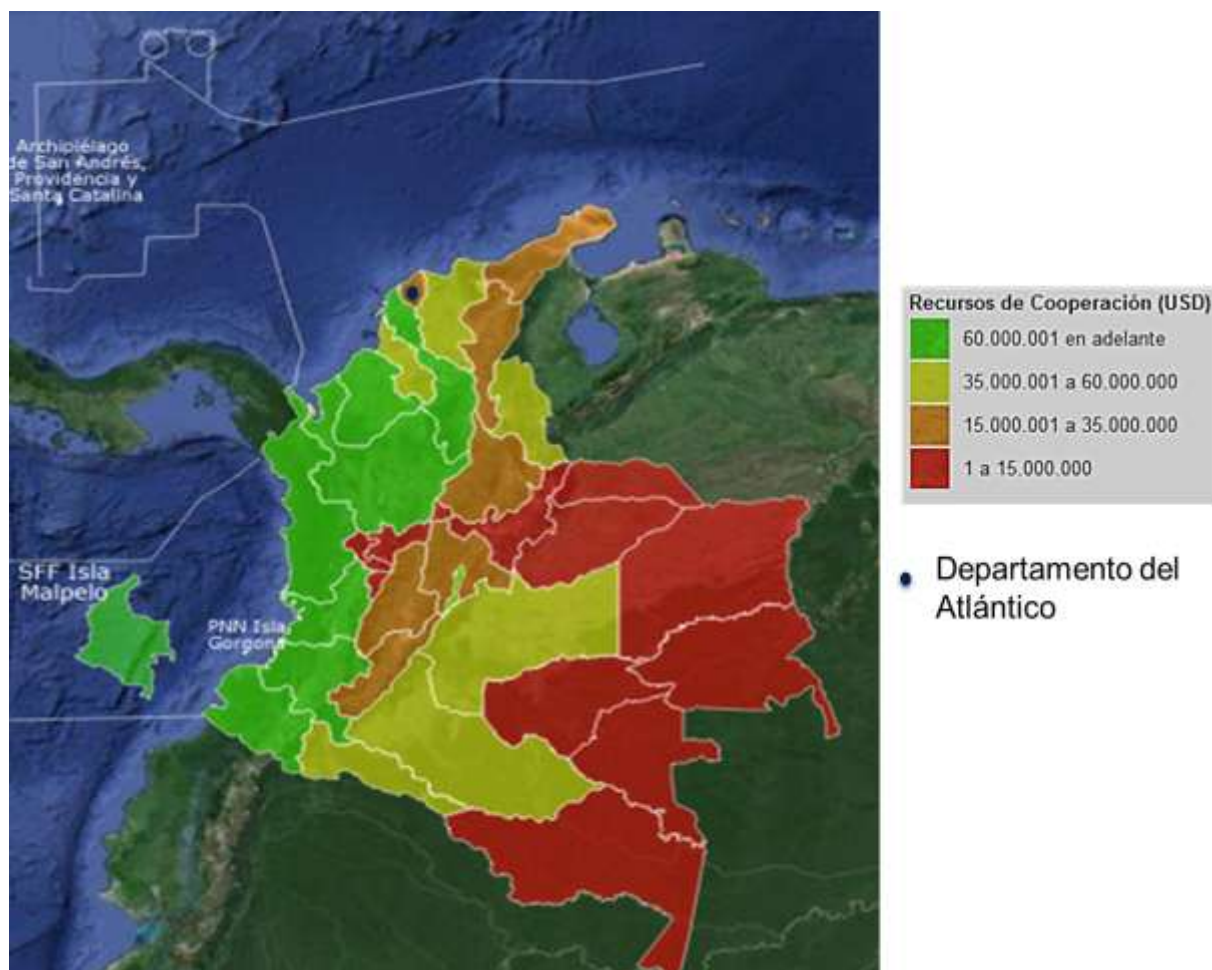 Archipiélago
de San Andrés,
Providencia y
Santa Catalina
SFF Isla
Malpelo
PNN Isla
Gorgona
Recursos de Cooperación (USD)
60.000.001 en adelante
35.000.001 a 60.000.000
15.000.001 a 35.000.000
1 a 15.000.000
Departamento del
Atlántico